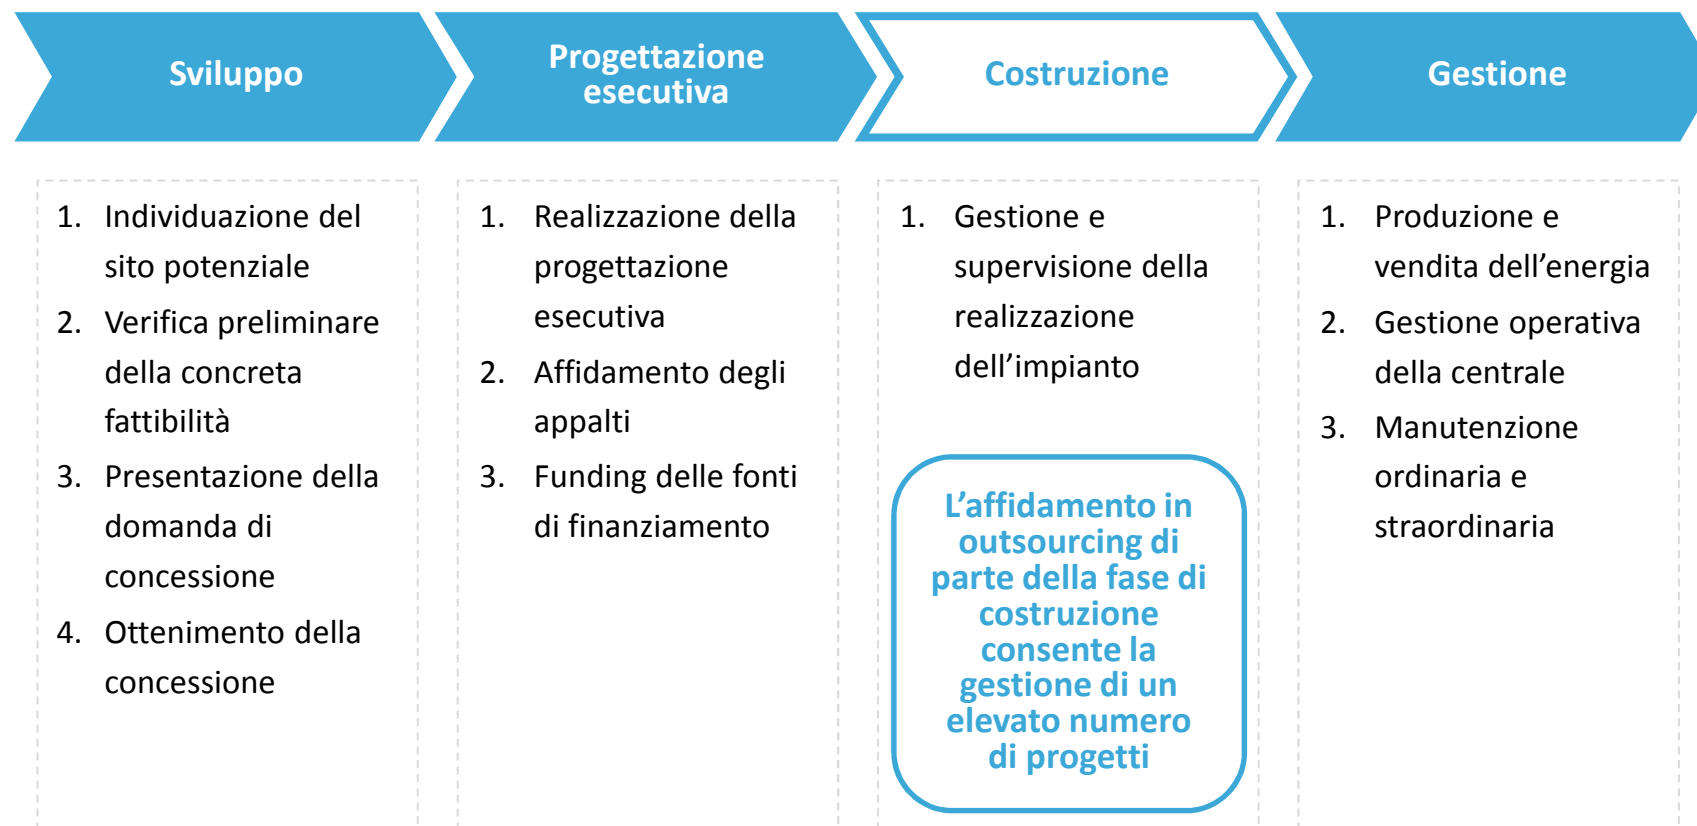 Sviluppo
Progettazione
esecutiva
Costruzione
Gestione
1. Individuazione del
sito potenziale
2. Verifica preliminare
della concreta
fattibilità
3. Presentazione della
domanda di
concessione
4. Ottenimento della
concessione
1. Realizzazione della
progettazione
esecutiva
2. Affidamento degli
appalti
3. Funding delle fonti
di finanziamento
1. Gestione e
supervisione della
realizzazione
dell’impianto
L’affidamento in
outsourcing di
parte della fase di
costruzione
consente la
gestione di un
elevato numero
di progetti
1. Produzione e
vendita dell’energia
2. Gestione operativa
della centrale
3. Manutenzione
ordinaria e
straordinaria